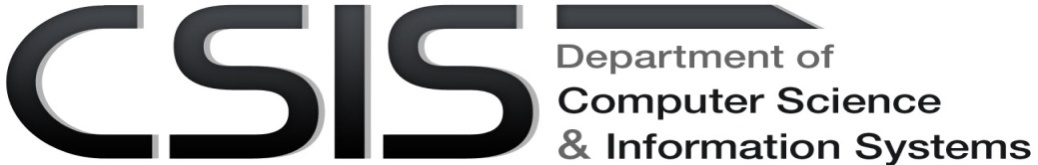 CSIS
Department of
Computer Science
& Information Systems